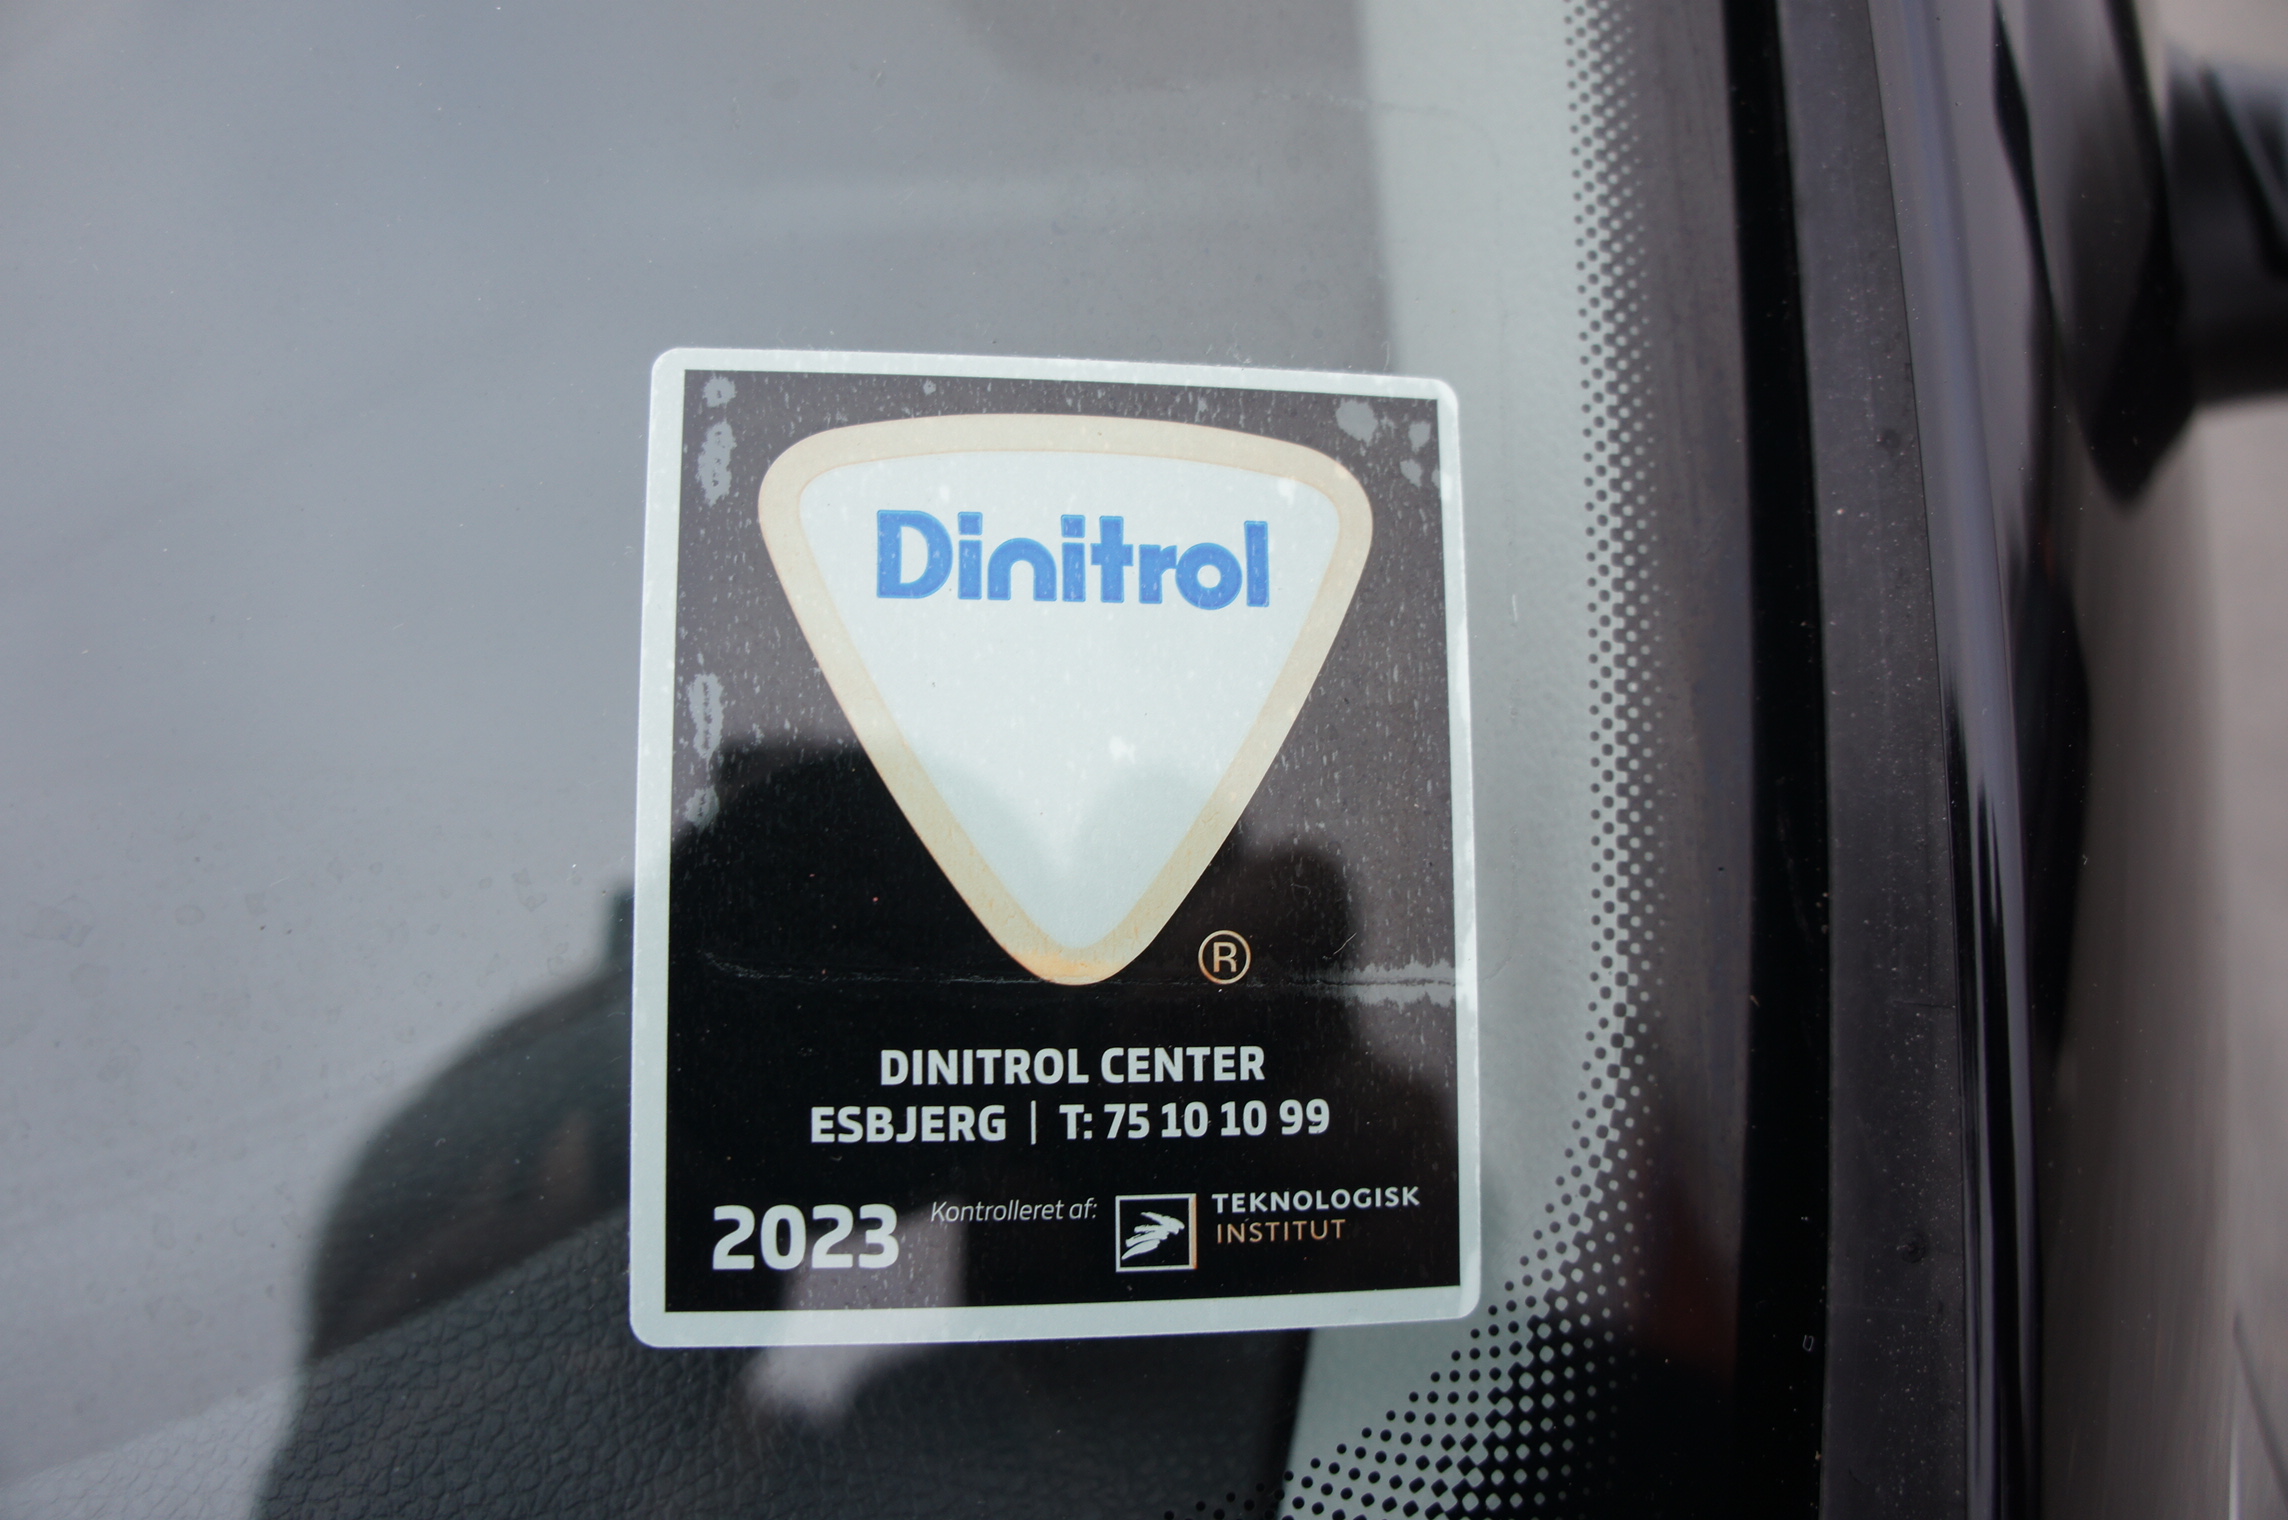 Dinitrol
®
DINITROL CENTER
ESBJERG | T: 75 10 10 99
2023 Kontrolleret af: TEKNOLOGISK
INSTITUT